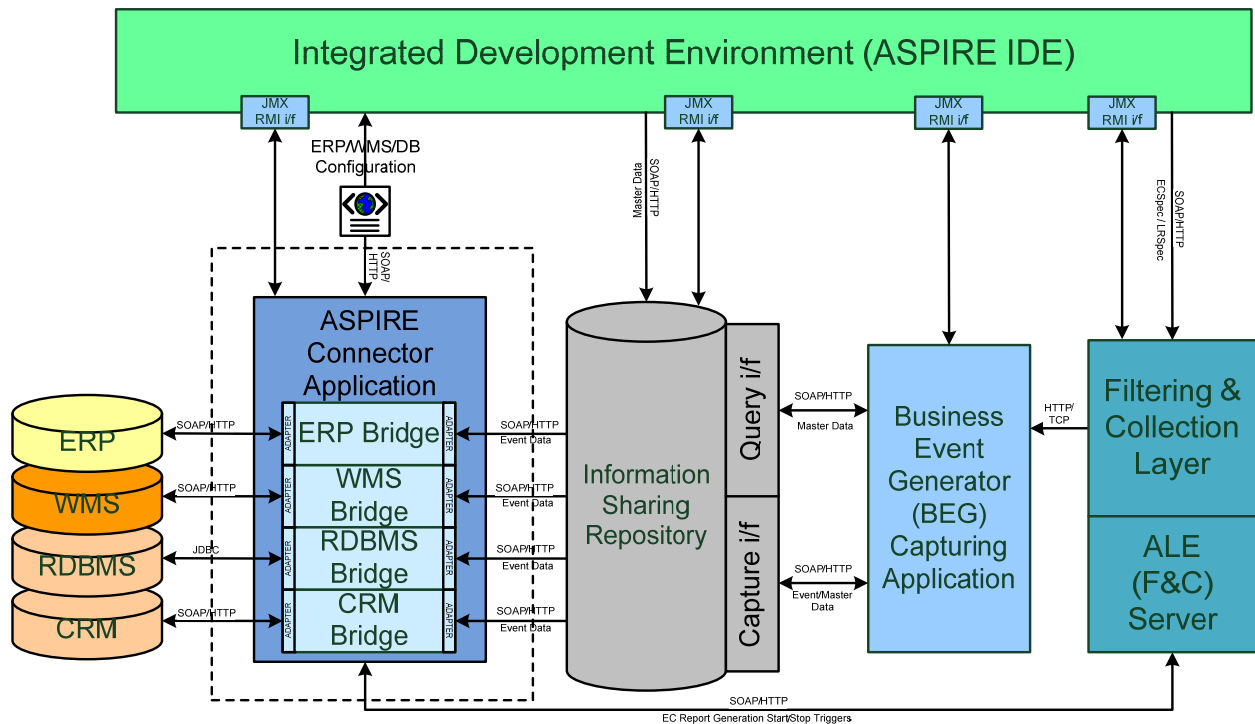 Integrated Development Environment (ASPIRE IDE)
JMX
RMI i/f
JMX
RMI i/f
JMX
RMI i/f
JMX
RMI i/f
ERP/WMS/DB
Configuration
SOAP/
HTTP
SOAP/HTTP
Master Data
SOAP/HTTP
ECSpec / LRSpec
ASPIRE
Connector
Application
ERP
WMS
RDBMS
CRM
SOAP/HTTP
SOAP/HTTP
JDBC
SOAP/HTTP
ADAPTER
ERP Bridge
ADAPTER
ADAPTER
WMS
Bridge
ADAPTER
ADAPTER
RDBMS
Bridge
ADAPTER
ADAPTER
CRM
Bridge
ADAPTER
SOAP/HTTP
Event Data
SOAP/HTTP
Event Data
SOAP/HTTP
Event Data
SOAP/HTTP
Event Data
Information
Sharing
Repository
Query i/f
Capture i/f
SOAP/HTTP
Master Data
SOAP/HTTP
Event/Master
Data
Business
Event
Generator
(BEG)
Capturing
Application
HTTP/
TCP
Filtering &
Collection
Layer
ALE
(F&C)
Server
SOAP/HTTP
EC Report Generation Start/Stop Triggers